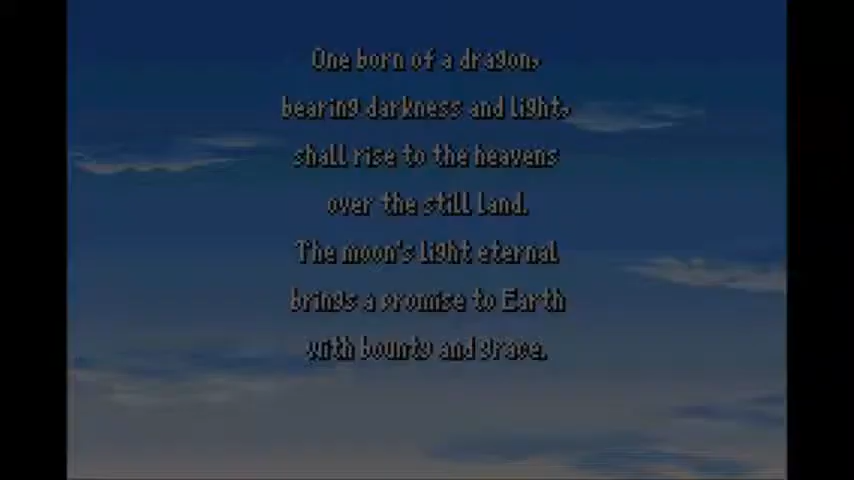 One born of a dragon,
bearing darkness and light,
shall rise to the heavens
over the still land.
The moon's light eternal
brings a promise to Earth
with bounty and grace.